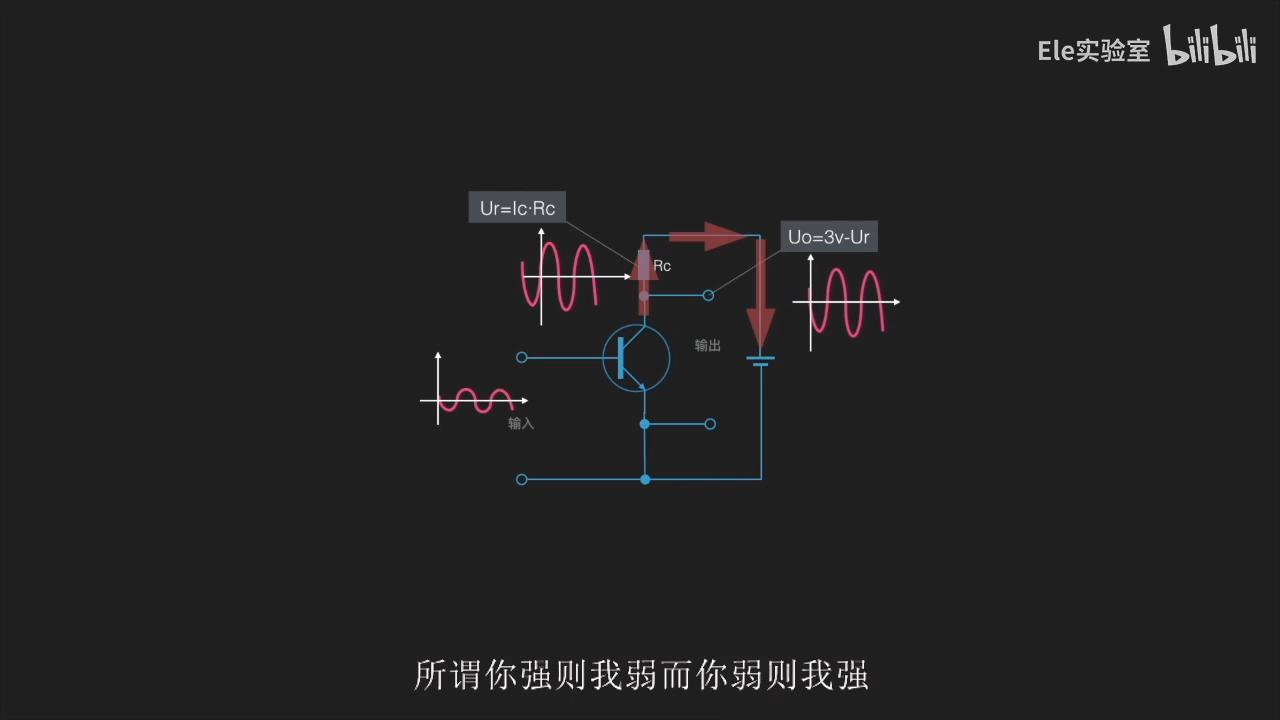 Ele实验室 bilibili
Ur=Ic·Rc
Uo=3v-Ur
Rc
输出
输入
所谓你强则我弱而你弱则我强